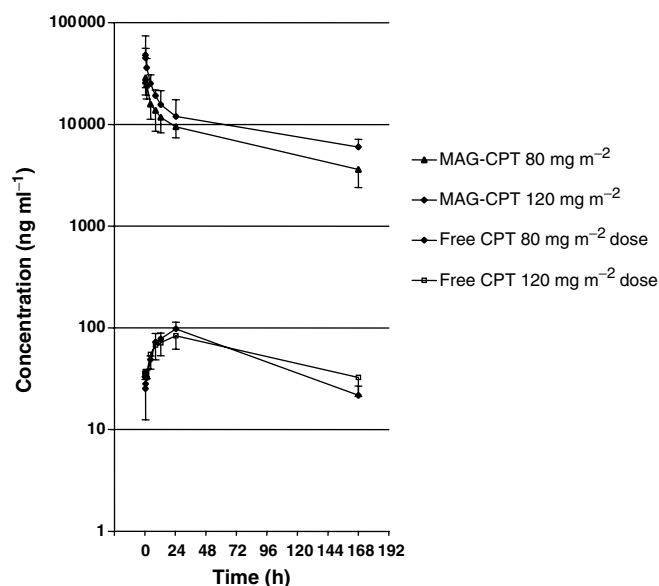 100000
10000
1000
100
10
1
Concentration (ng ml⁻¹)
0 24 48 72 96 120 144 168 192
Time (h)
MAG-CPT 80 mg m⁻²
MAG-CPT 120 mg m⁻²
Free CPT 80 mg m⁻² dose
Free CPT 120 mg m⁻² dose